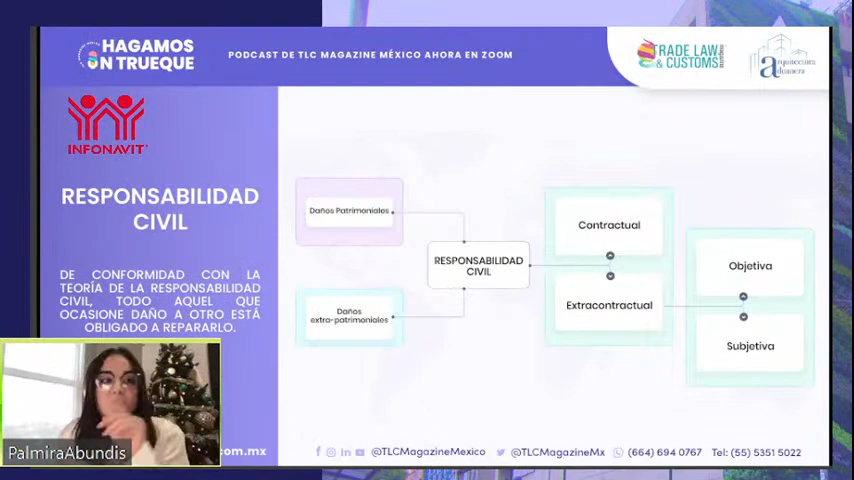 HAGAMOS
UN TRUEQUE
PODCAST DE TLC MAGAZINE MÉXICO AHORA EN ZOOM
TRADE LAW
& CUSTOMS
arquitectura
aduanera
INFONAVIT
RESPONSABILIDAD
CIVIL
DE CONFORMIDAD CON LA
TEORÍA DE LA RESPONSABILIDAD
CIVIL, TODO AQUEL QUE
OCASIONE DAÑO A OTRO ESTÁ
OBLIGADO A REPARARLO.
Daños Patrimoniales
Daños
extra-patrimoniales
RESPONSABILIDAD
CIVIL
Contractual
Extracontractual
Objetiva
Subjetiva
PalmiraAbundis
com.mx
@TLCMagazineMexico
@TLCMagazineMx
(664) 694 0767
Tel: (55) 5351 5022